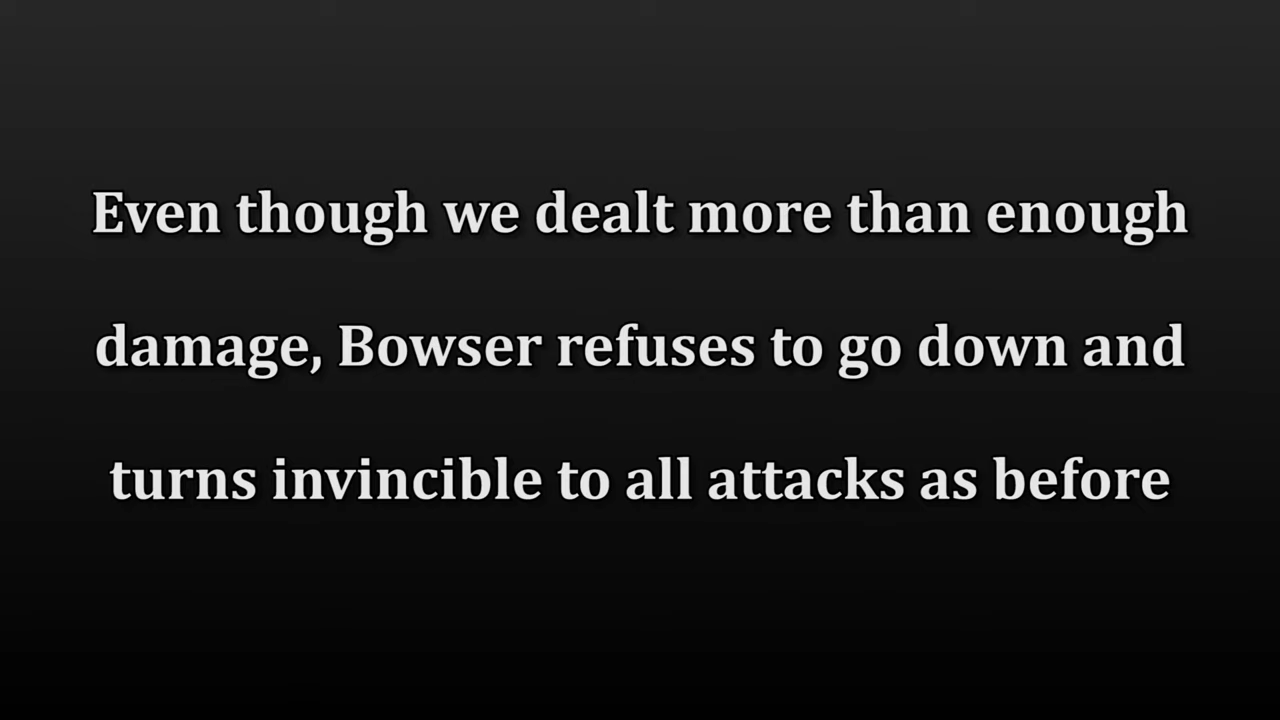 Even though we dealt more than enough
damage, Bowser refuses to go down and
turns invincible to all attacks as before